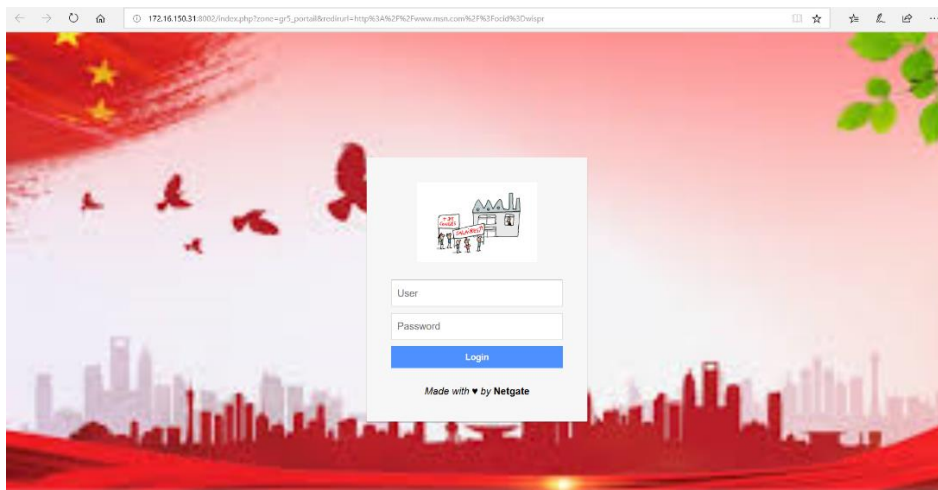 172.16.150.31:8002/index.php?zone=gr5_portail&redirurl=http%3A%2F%2Fwww.msn.com%2F%3Focid%3Dwispr
User
Password
Login
Made with ♥ by Netgate